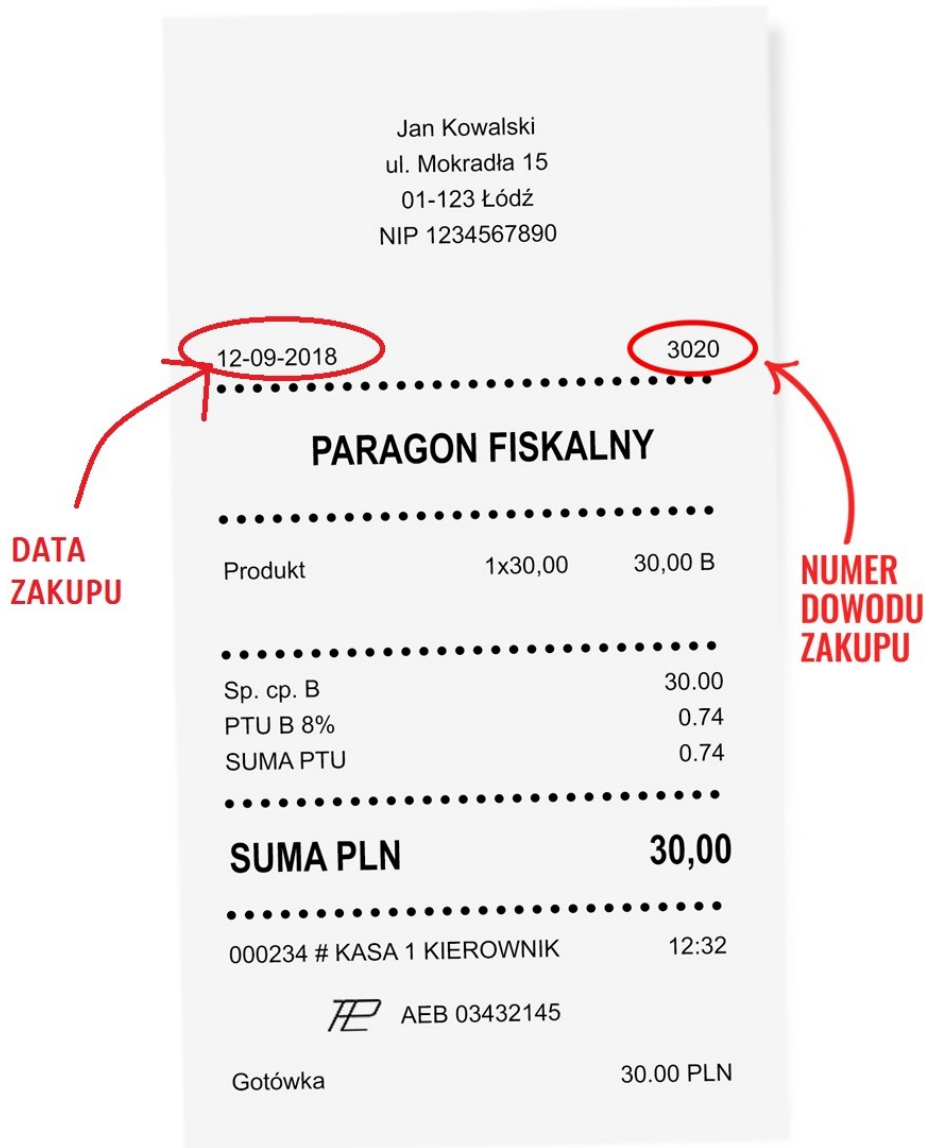 Jan Kowalski
ul. Mokradła 15
01-123 Łódź
NIP 1234567890
12-09-2018 3020
PARAGON FISKALNY
DATA
ZAKUPU
Produkt 1x30,00 30,00 B
NUMER
DOWODU
ZAKUPU
Sp. cp. B 30.00
PTU B 8% 0.74
SUMA PTU 0.74
SUMA PLN 30,00
000234 # KASA 1 KIEROWNIK 12:32
AEB 03432145
Gotówka 30.00 PLN